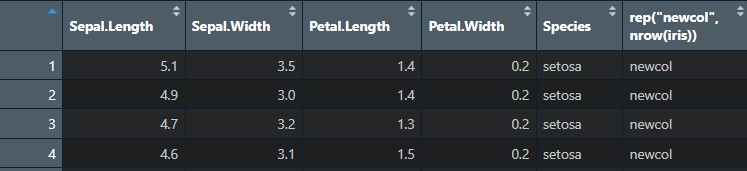 Sepal.Length Sepal.Width Petal.Length Petal.Width Species rep("newcol",
nrow(iris))
1 5.1 3.5 1.4 0.2 setosa newcol
2 4.9 3.0 1.4 0.2 setosa newcol
3 4.7 3.2 1.3 0.2 setosa newcol
4 4.6 3.1 1.5 0.2 setosa newcol